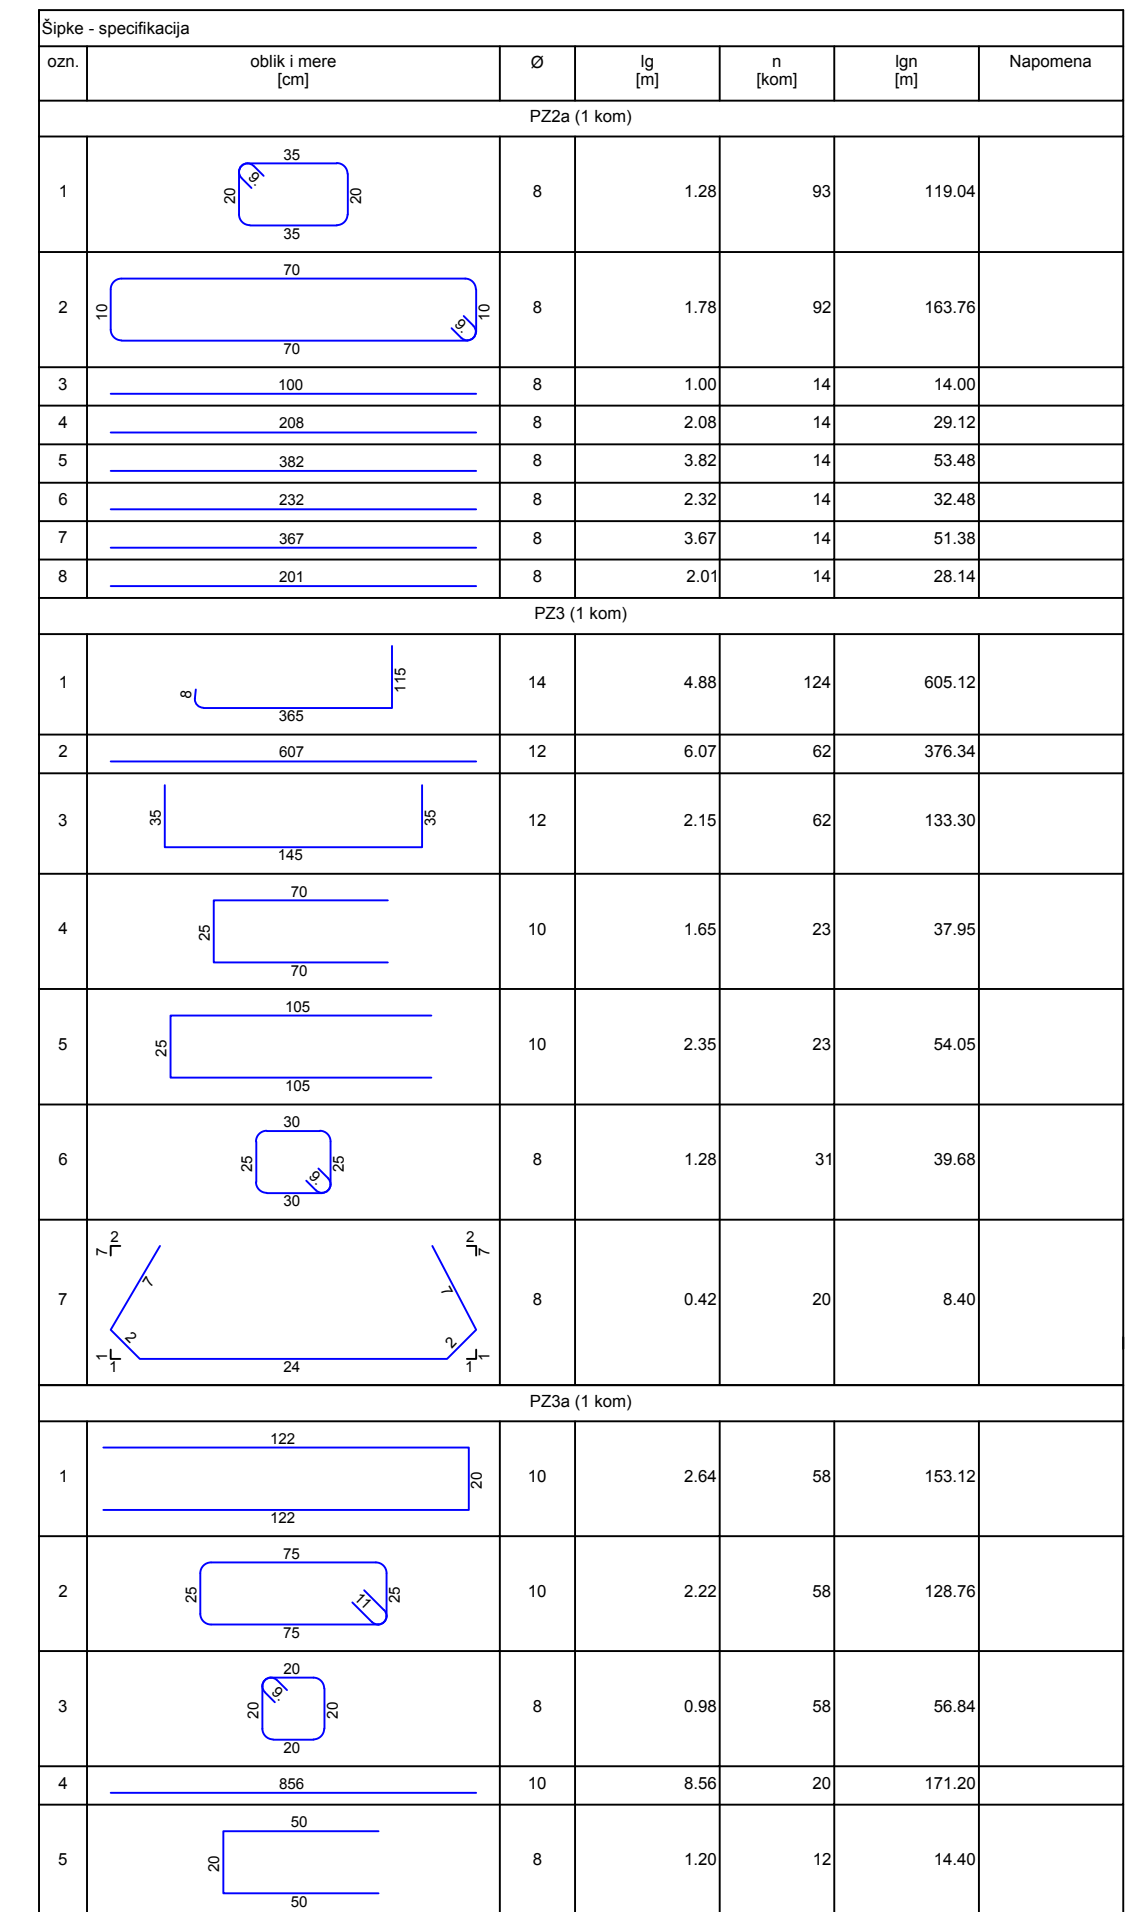 Šipke - specifikacija
ozn. oblik i mere [cm] Ø lg [m] n [kom] lgn [m] Napomena
PZ2a (1 kom)
35
1 20 9. 20 8 1.28 93 119.04
35
70
2 10 9. 10 8 1.78 92 163.76
70
3 100 8 1.00 14 14.00
4 208 8 2.08 14 29.12
5 382 8 3.82 14 53.48
6 232 8 2.32 14 32.48
7 367 8 3.67 14 51.38
8 201 8 2.01 14 28.14
PZ3 (1 kom)
1 8 115 14 4.88 124 605.12
365
2 607 12 6.07 62 376.34
3 35 35 12 2.15 62 133.30
145
70
4 25 10 1.65 23 37.95
70
105
5 25 10 2.35 23 54.05
105
30
6 25 9. 25 8 1.28 31 39.68
30
2 2
7 7
7 7 7 8 0.42 20 8.40
2 2
1 1
1 24 1
PZ3a (1 kom)
122
1 20 10 2.64 58 153.12
122
75
2 25 11 25 10 2.22 58 128.76
75
20
3 20 9. 20 8 0.98 58 56.84
20
4 856 10 8.56 20 171.20
50
5 20 8 1.20 12 14.40
50